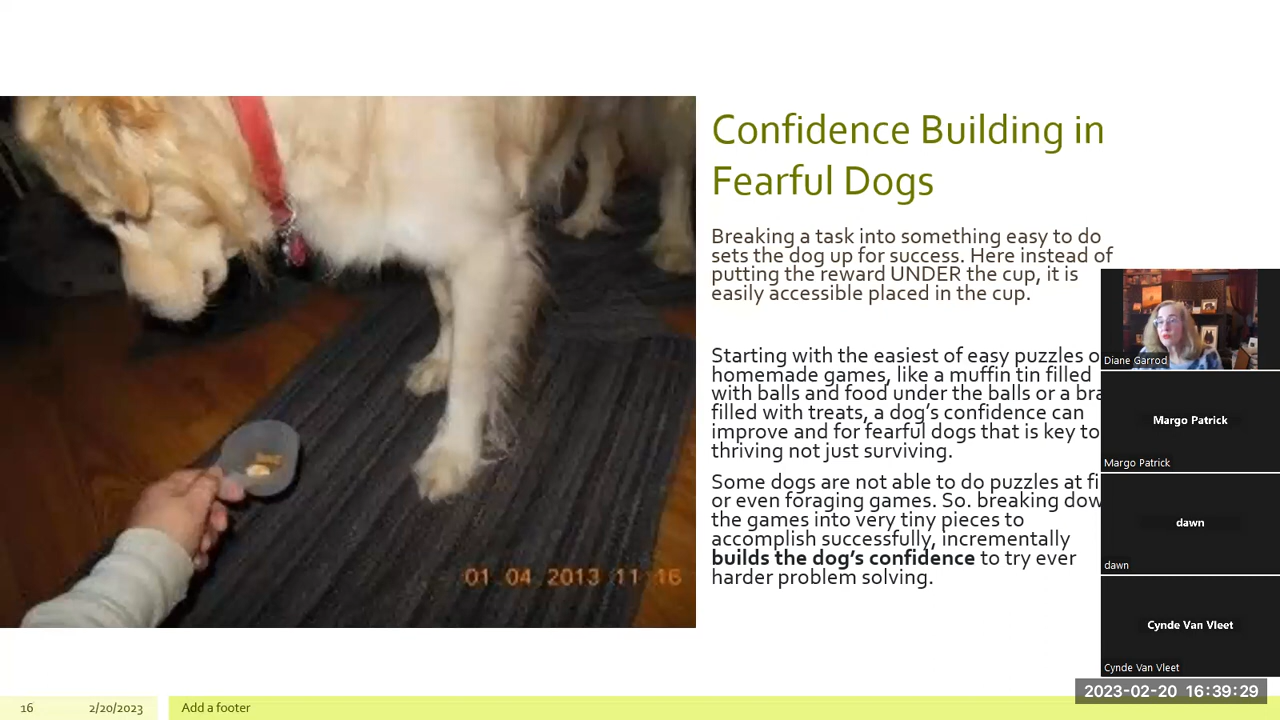 Confidence Building in
Fearful Dogs
Breaking a task into something easy to do
sets the dog up for success. Here instead of
putting the reward UNDER the cup, it is
easily accessible placed in the cup.
Starting with the easiest of easy puzzles o
homemade games, like a muffin tin filled
with balls and food under the balls or a bra
filled with treats, a dog's confidence can
improve and for fearful dogs that is key to
thriving not just surviving.
Some dogs are not able to do puzzles at fi
or even foraging games. So. breaking dow
the games into very tiny pieces to
accomplish successfully, incrementally
builds the dog's confidence to try ever
harder problem solving.
01 04 2013 11 16
Diane Garrod
Margo Patrick
Margo Patrick
dawn
dawn
Cynde Van Vleet
Cynde Van Vleet
2023-02-20 16:39:29
16
2/20/2023
Add a footer